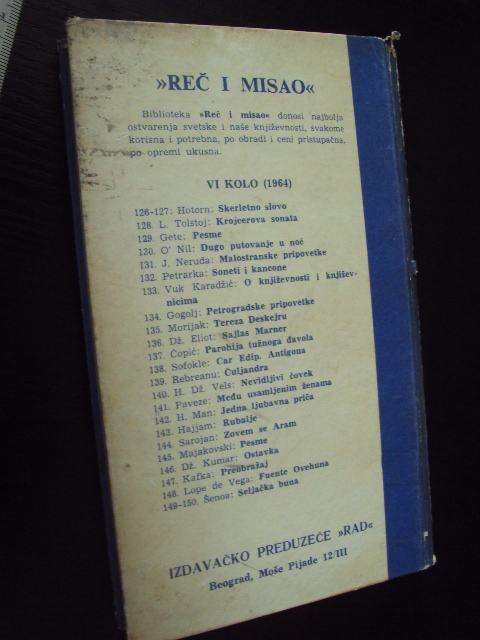 »REČ I MISAO«
Biblioteka »Reč i misao« donosi najbolja
ostvarenja svetske i naše književnosti, svakome
korisna i potrebna, po obradi i ceni pristupačna,
po opremi ukusna.
VI KOLO (1964)
126-127: Hotorn: Skerletno slovo
128. L. Tolstoj: Krojcerova sonata
129. Gete: Pesme
130. O' Nil: Dugo putovanje u noć
131. J. Neruda: Malostranske pripovetke
132. Petrarka: Soneti i kancone
133. Vuk Karadžić: O književnosti i književ-
nicima
134. Gogolj: Petrogradske pripovetke
135. Morijak: Tereza Deskejru
136. Dž. Eliot: Sajlas Marner
137. Ćopić: Parohija tužnoga đavola
138. Sofokle: Car Edip. Antigona
139. Rebreanu: Ćuljandra
140. H. Dž. Vels: Nevidljivi čovek
141. Paveze: Među usamljenim ženama
142. H. Man: Jedna ljubavna priča
143. Hajjam: Rubaije
144. Sarojan: Zovem se Aram
145. Majakovski: Pesme
146. Dž. Kumar: Ostavka
147. Kafka: Preobražaj
148. Lope de Vega: Fuente Ovehuna
149-150. Šenoa: Seljačka buna
IZDAVAČKO PREDUZEĆE »RAD«
Beograd, Moše Pijade 12/III